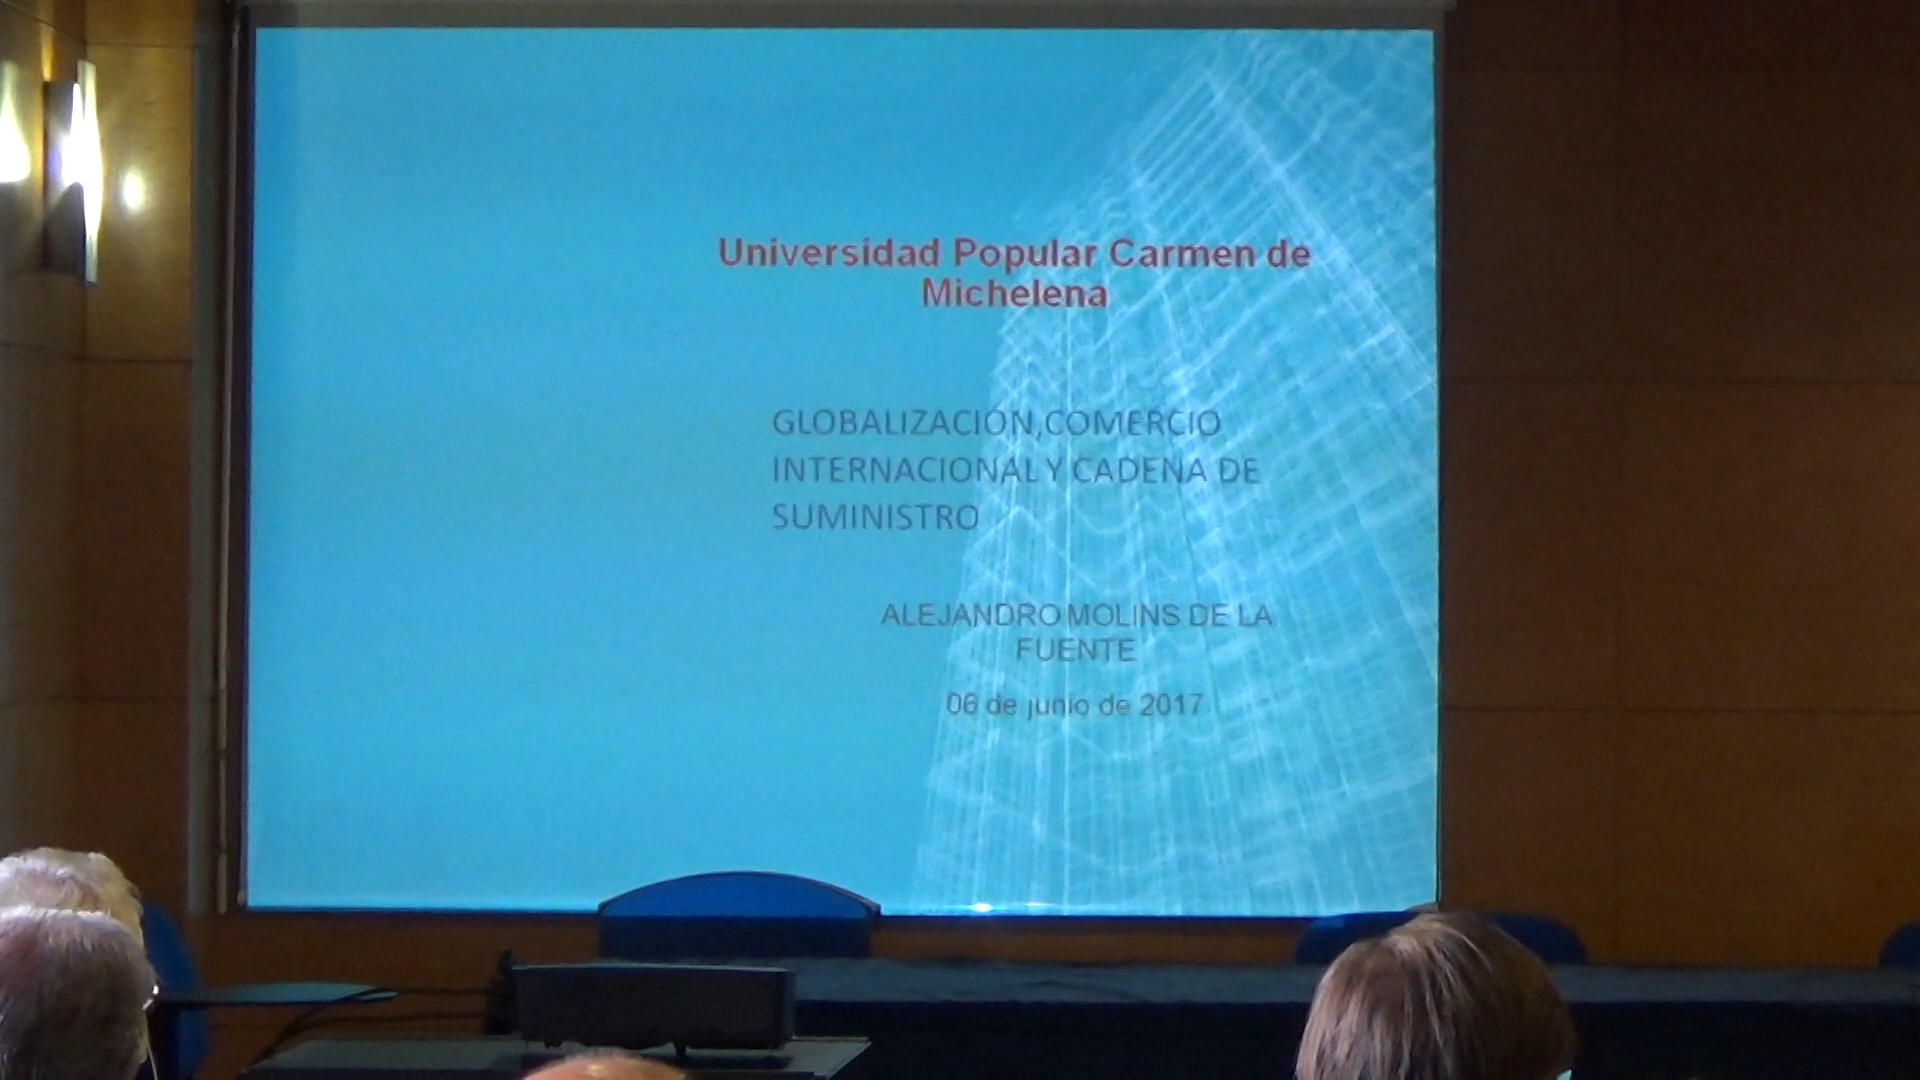 Universidad Popular Carmen de
Michelena
GLOBALIZACIÓN,COMERCIO
INTERNACIONAL Y CADENA DE
SUMINISTRO
ALEJANDRO MOLINS DE LA
FUENTE
06 de junio de 2017